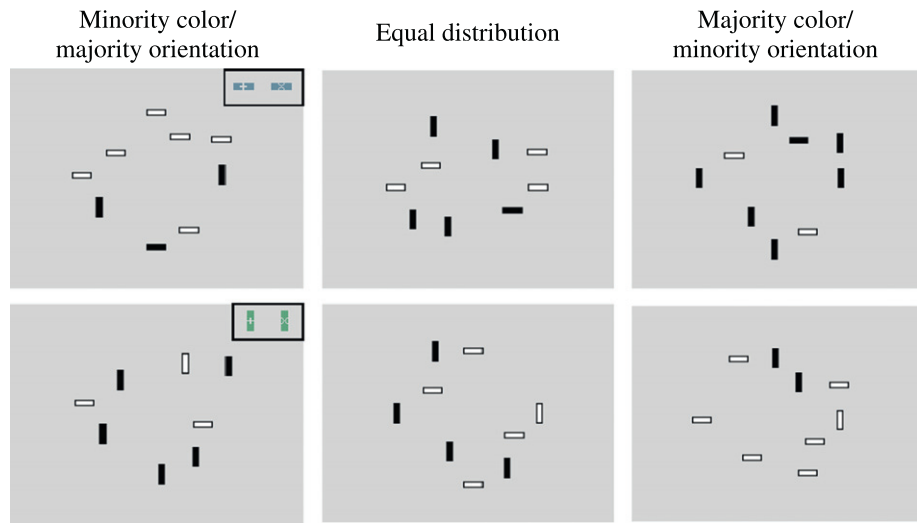 Minority color/
majority orientation
Equal distribution
Majority color/
minority orientation